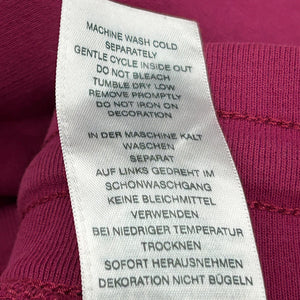 MACHINE WASH COLD
SEPARATELY
GENTLE CYCLE INSIDE OUT
DO NOT BLEACH
TUMBLE DRY LOW
REMOVE PROMPTLY
DO NOT IRON ON
DECORATION
IN DER MASCHINE KALT
WASCHEN
SEPARAT
AUF LINKS GEDREHT IM
SCHONWASCHGANG
KEINE BLEICHMITTEL
VERWENDEN
BEI NIEDRIGER TEMPERATUR
TROCKNEN
SOFORT HERAUSNEHMEN
DEKORATION NICHT BÜGELN